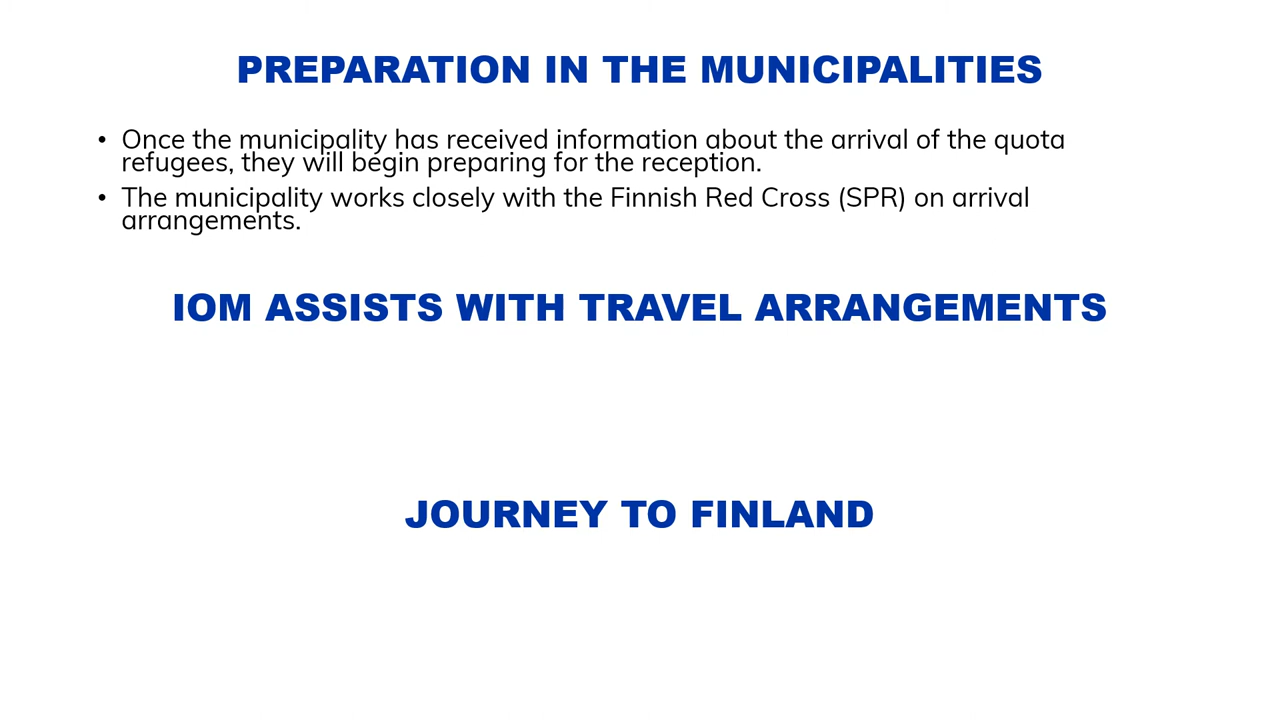 PREPARATION IN THE MUNICIPALITIES
• Once the municipality has received information about the arrival of the quota
refugees, they will begin preparing for the reception.
• The municipality works closely with the Finnish Red Cross (SPR) on arrival
arrangements.
IOM ASSISTS WITH TRAVEL ARRANGEMENTS
JOURNEY TO FINLAND